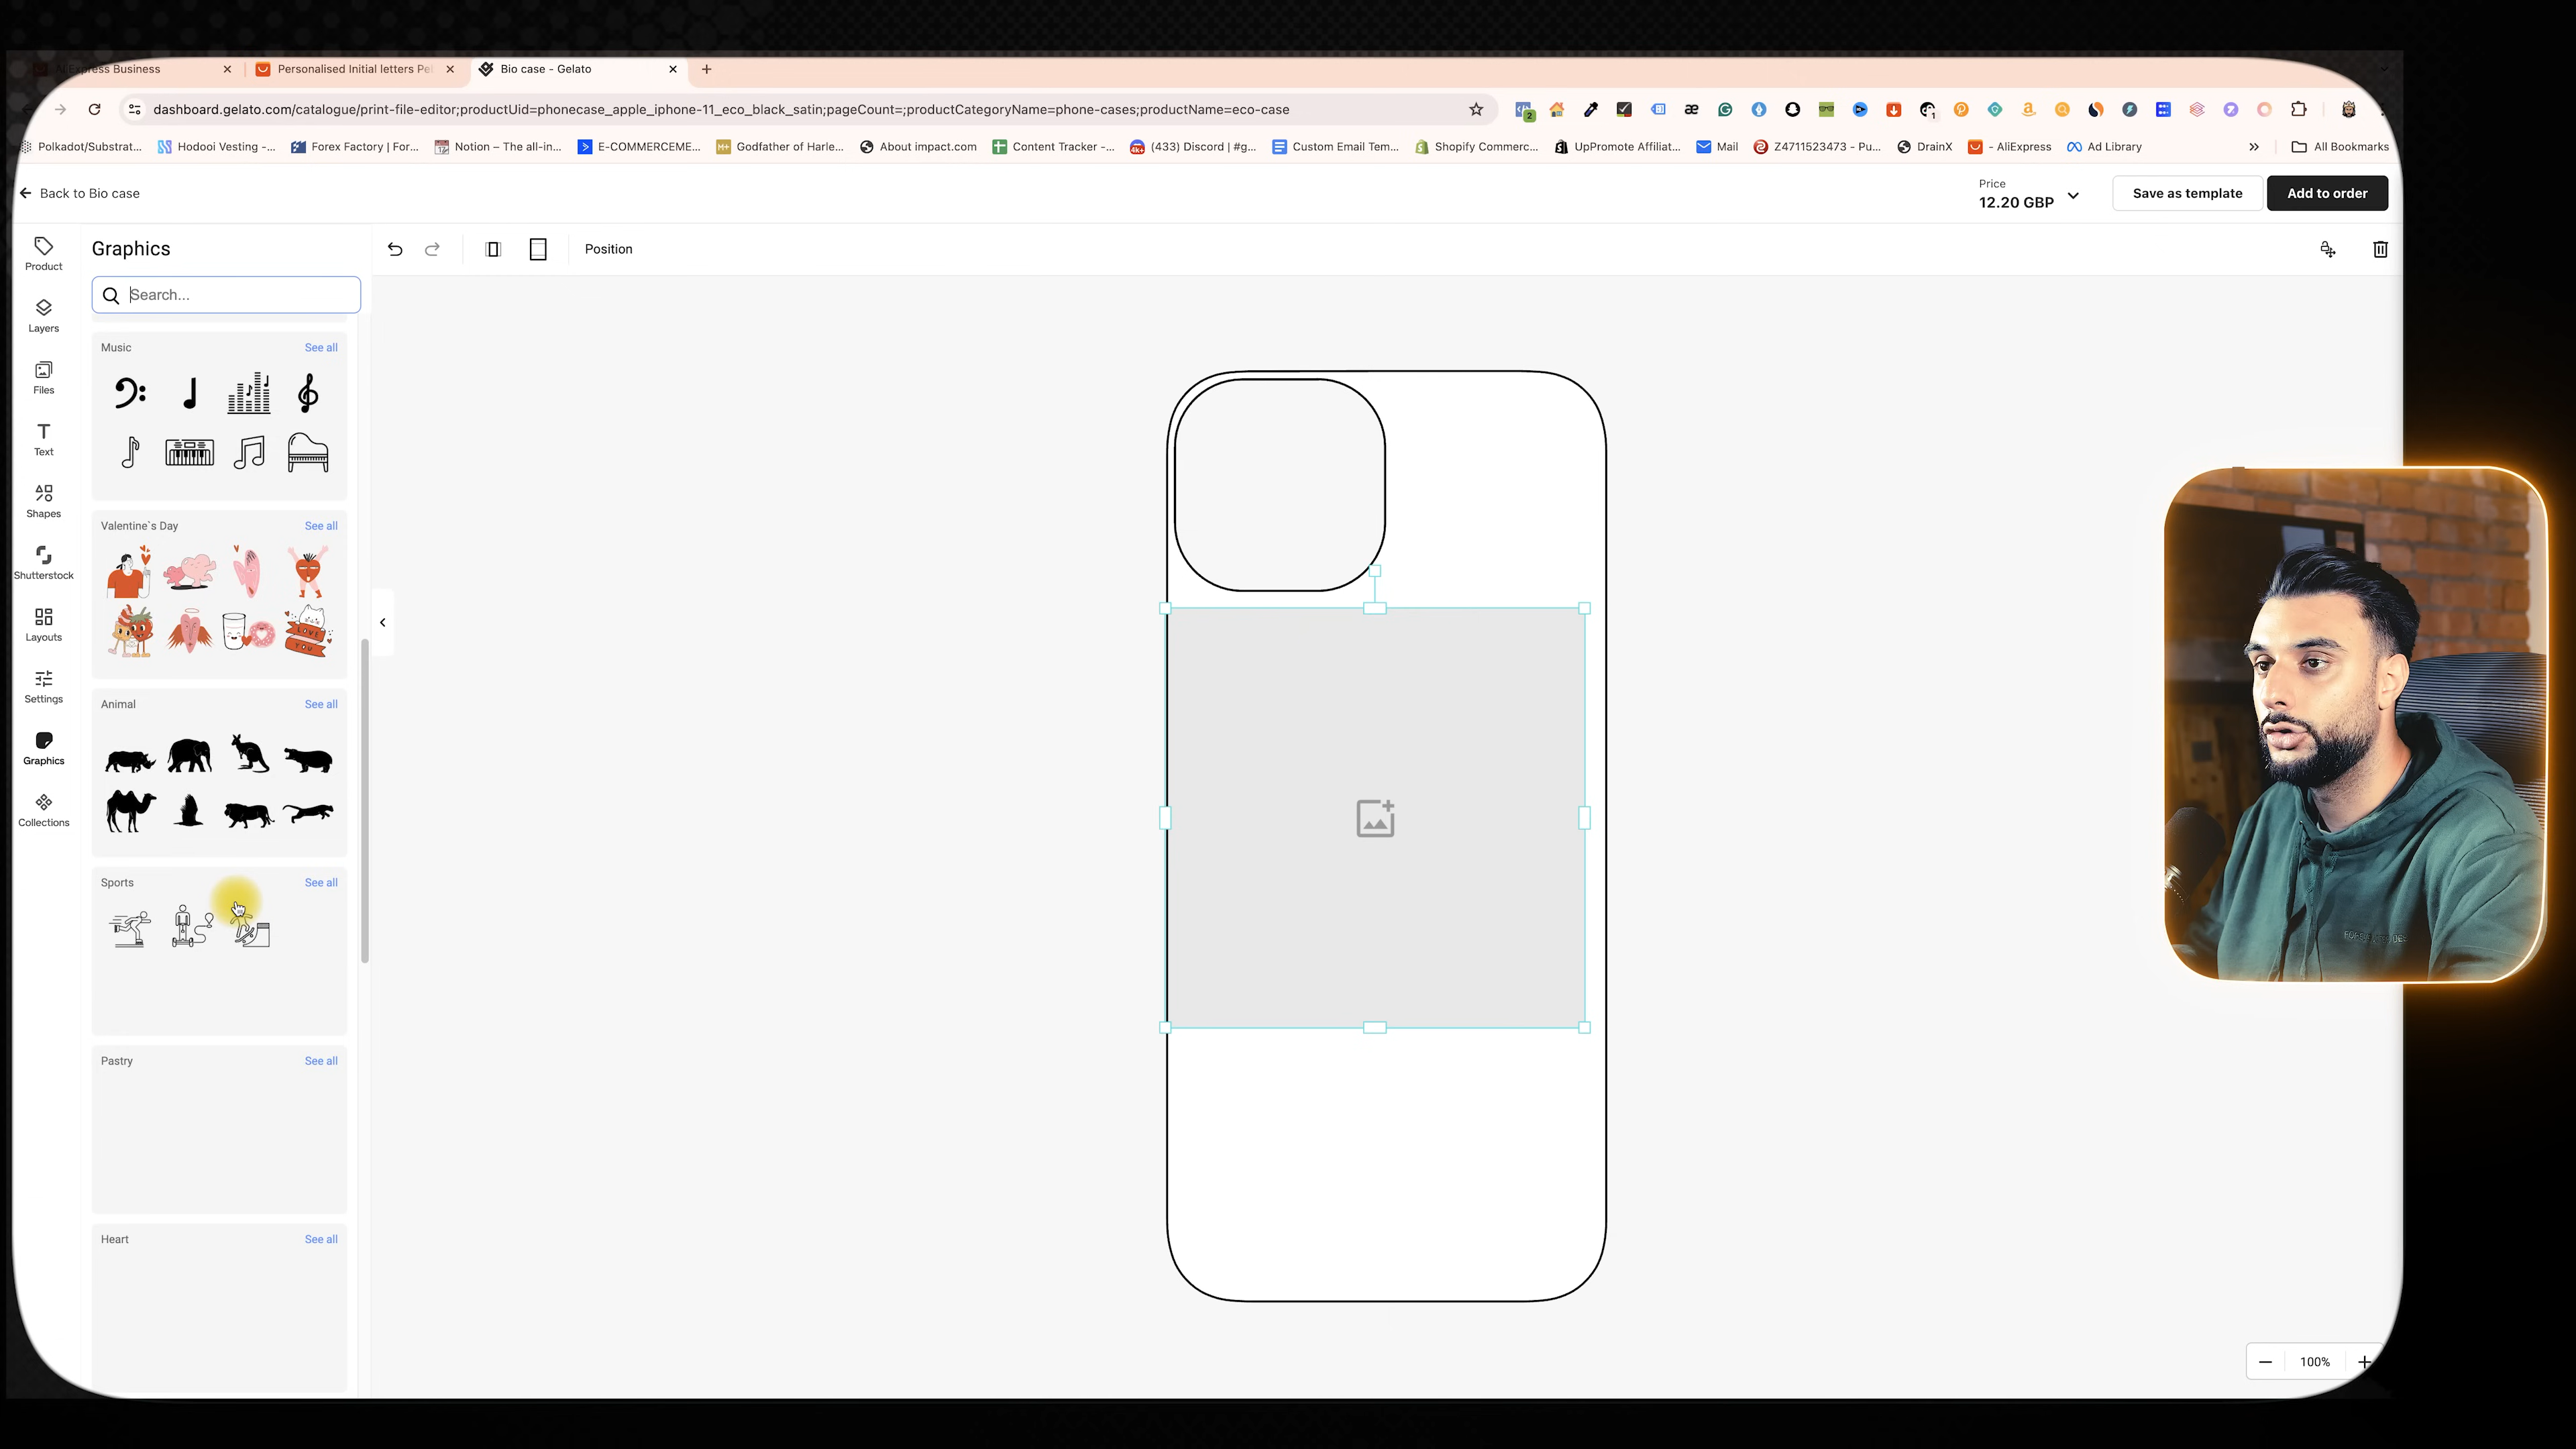 AliExpress Business
Personalised Initial letters Pe
Bio case - Gelato
dashboard.gelato.com/catalogue/print-file-editor;productUid=phonecase_apple_iphone-11_eco_black_satin;pageCount=;productCategoryName=phone-cases;productName=eco-case
Polkadot/Substrat... Hodooi Vesting -... Forex Factory | For... Notion – The all-in... E-COMMERCEME... Godfather of Harle... About impact.com Content Tracker -... (433) Discord | #g... Custom Email Tem... Shopify Commerc... UpPromote Affiliat... Mail Z4711523473 - Pu... DrainX - AliExpress Ad Library All Bookmarks
Back to Bio case
Price
12.20 GBP
Save as template
Add to order
Product
Layers
Files
Text
Shapes
Shutterstock
Layouts
Settings
Graphics
Collections
Graphics
Search...
Position
Music See all
Valentine`s Day See all
LOVE
YOU
Animal See all
Sports See all
Pastry See all
Heart See all
100%